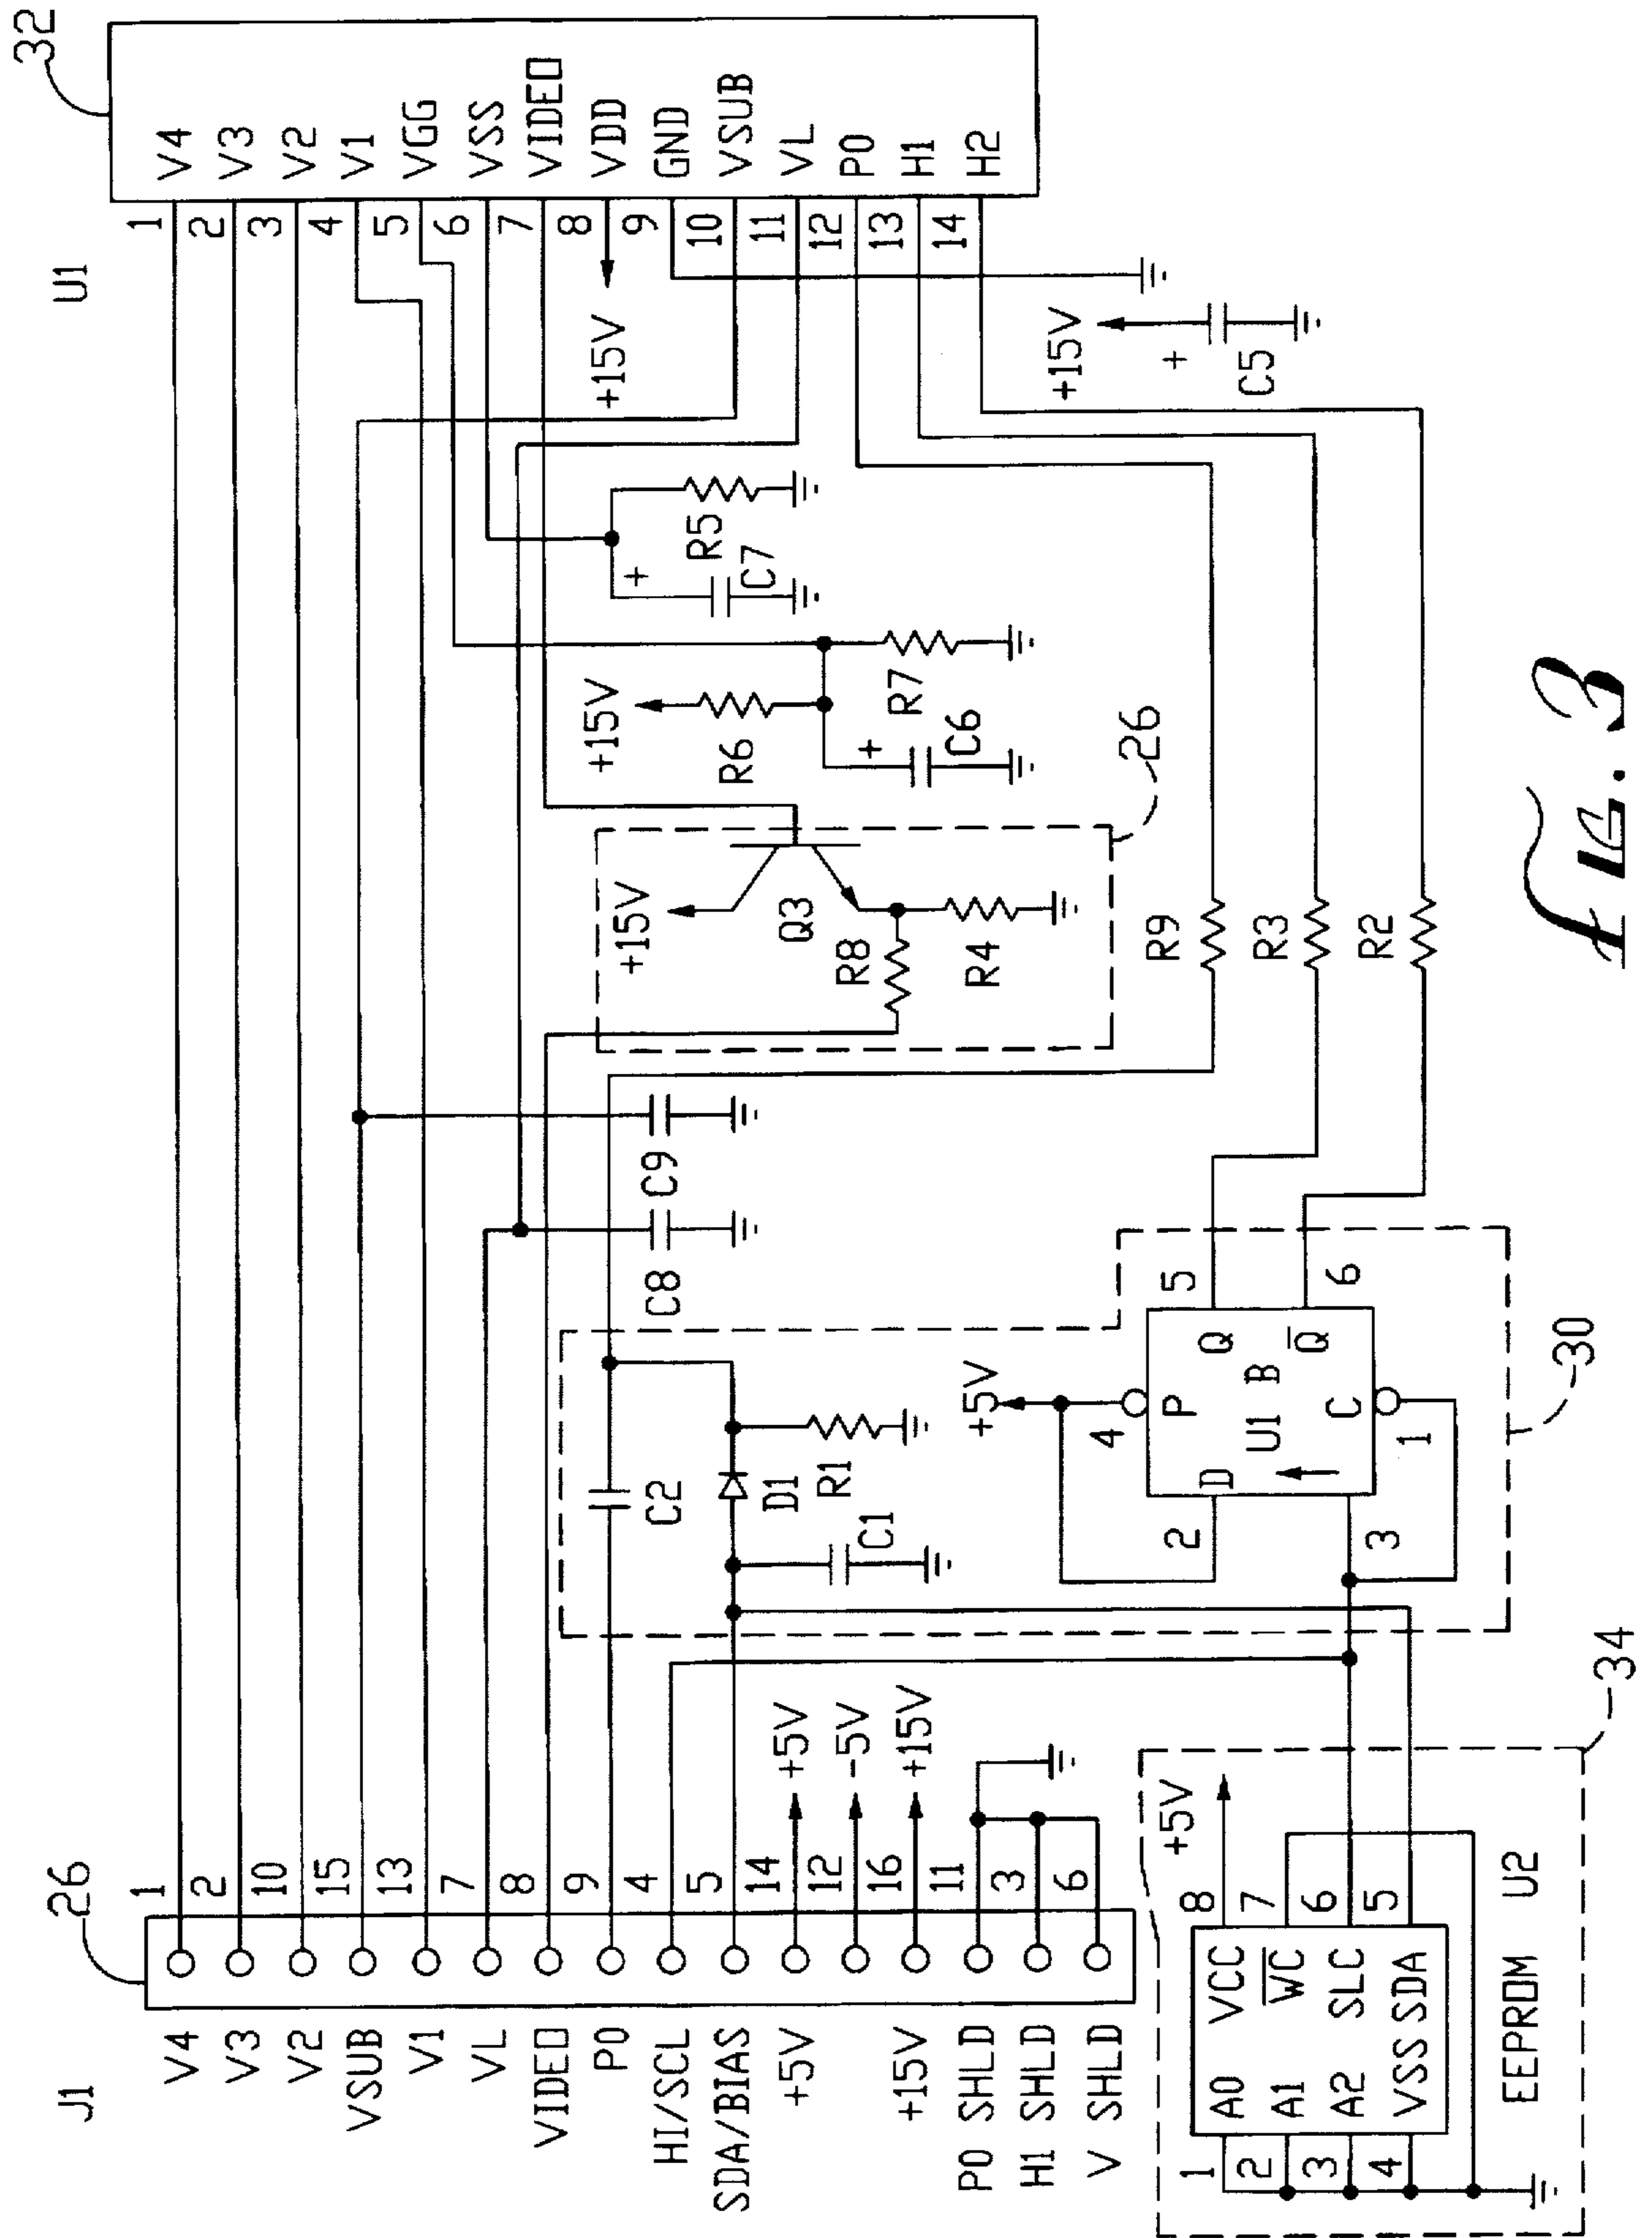 32
U1
1 V4
2 V3
3 V2
4 V1
5 VGG
6 VSS
7 VIDEO
8 VDD
9 GND
10 VSUB
11 VL
12 P0
13 H1
14 H2
+15V
+15V
+
C5
R5
+
C7
+15V
R6
R7
+
C6
26
+15V
Q3
R8
R4
R9
R3
R2
C9
C8
C2
D1
R1
C1
+5V
4
P
5
Q
B
U1
6
Q̅
D
2
C
1
3
30
J1
26
V4 1
V3 2
V2 10
VSUB 15
V1 13
VL 7
VIDEO 8
P0 9
HI/SCL 4
SDA/BIAS 5
+5V 14 +5V
12 -5V
+15V 16 +15V
P0 SHLD 11
H1 SHLD 3
V SHLD 6
34
+5V
1 A0 VCC 8
2 A1 W̅C̅ 7
3 A2 SLC 6
4 VSS SDA 5
EEPROM U2
FIG. 3